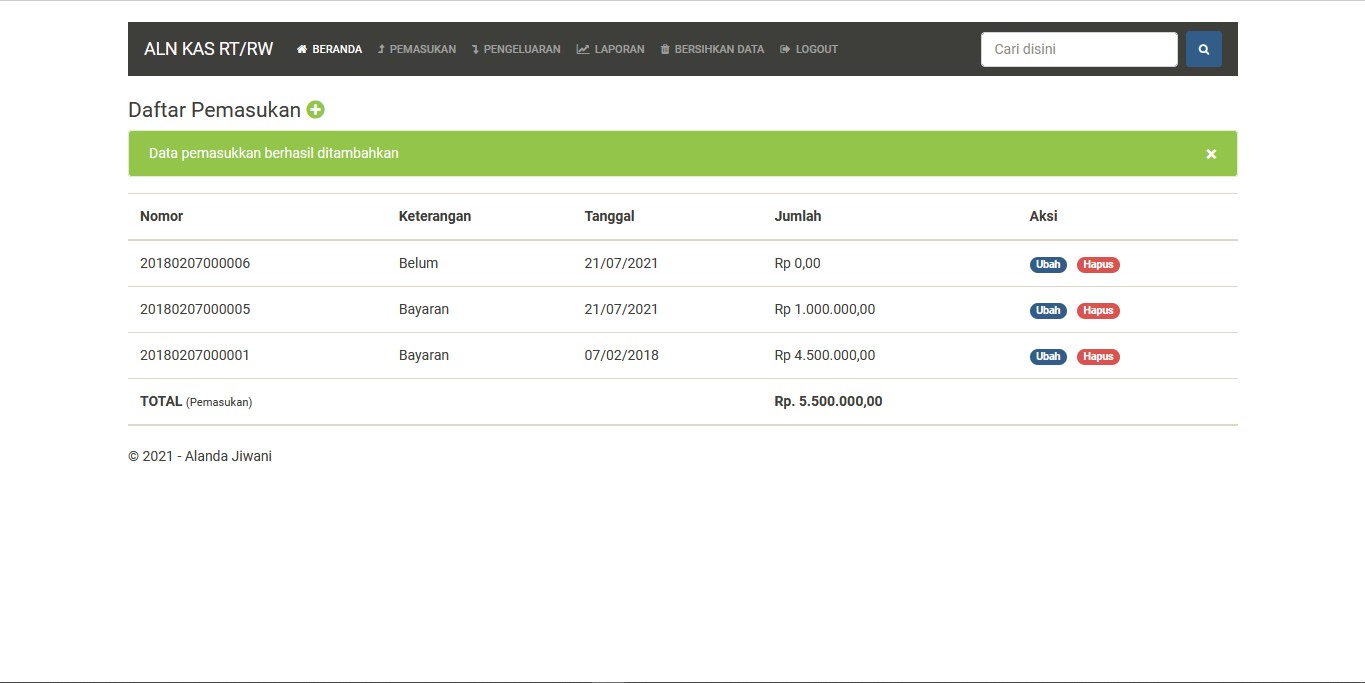 ALN KAS RT/RW BERANDA PEMASUKAN PENGELUARAN LAPORAN BERSIHKAN DATA LOGOUT Cari disini
Daftar Pemasukan
Data pemasukkan berhasil ditambahkan ×
Nomor Keterangan Tanggal Jumlah Aksi
20180207000006 Belum 21/07/2021 Rp 0,00 Ubah Hapus
20180207000005 Bayaran 21/07/2021 Rp 1.000.000,00 Ubah Hapus
20180207000001 Bayaran 07/02/2018 Rp 4.500.000,00 Ubah Hapus
TOTAL (Pemasukan) Rp. 5.500.000,00
© 2021 - Alanda Jiwani